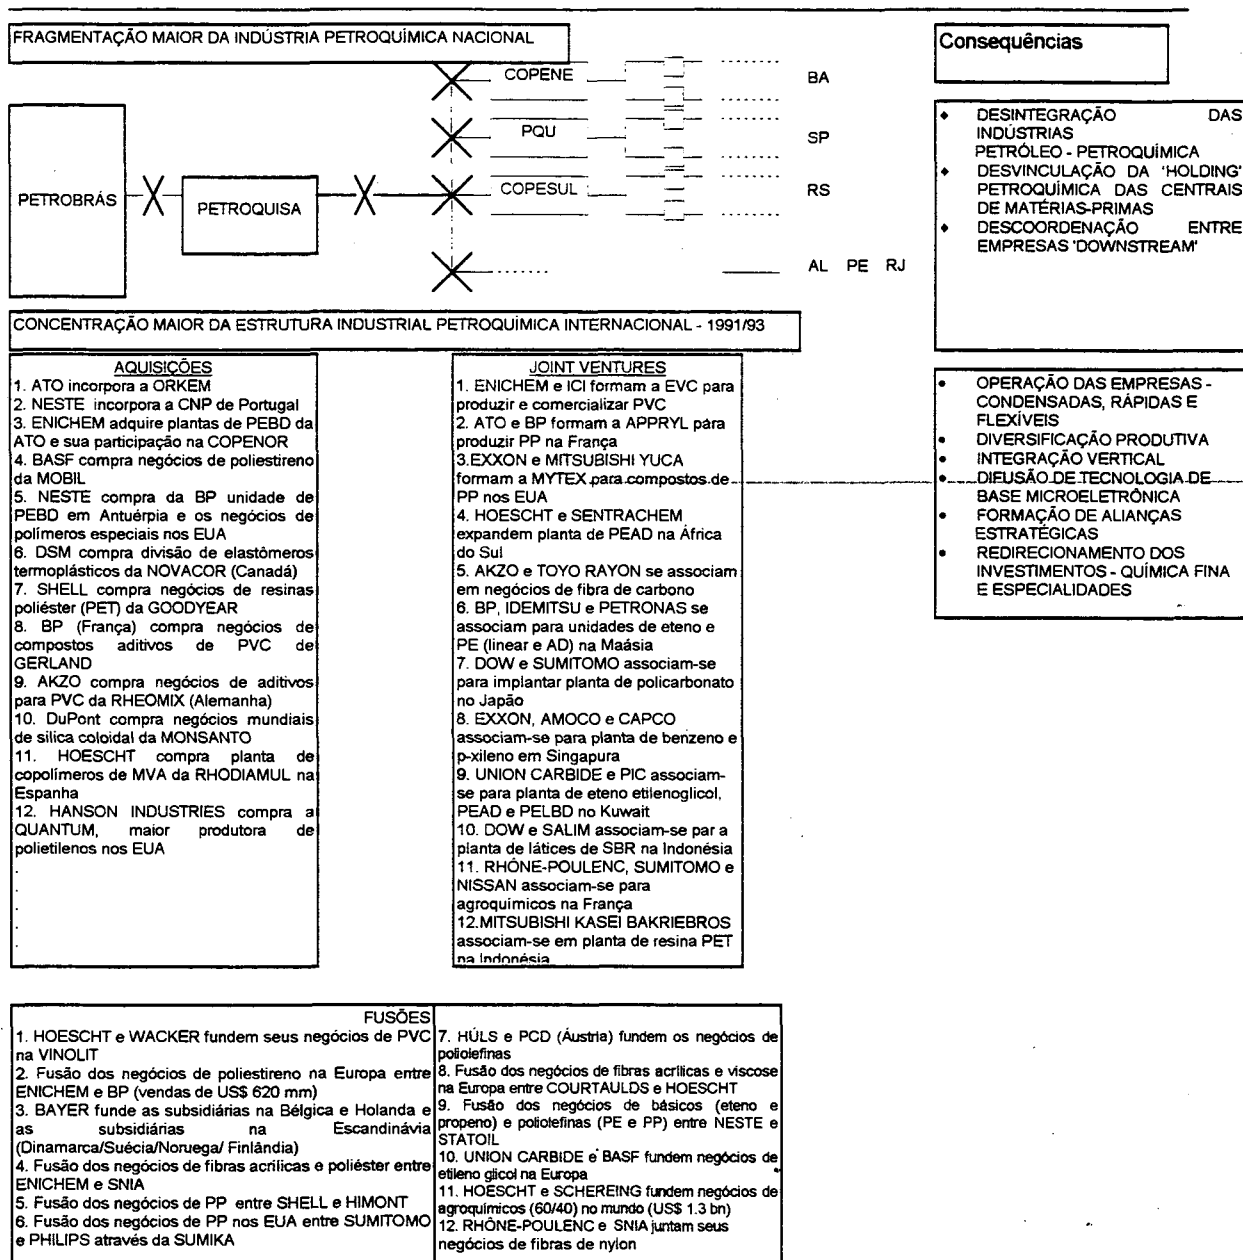 FRAGMENTAÇÃO MAIOR DA INDÚSTRIA PETROQUÍMICA NACIONAL
PETROBRÁS
PETROQUISA
COPENE
BA
PQU
SP
COPESUL
RS
AL PE RJ
Consequências
♦ DESINTEGRAÇÃO DAS
INDÚSTRIAS
PETRÓLEO - PETROQUÍMICA
♦ DESVINCULAÇÃO DA 'HOLDING'
PETROQUÍMICA DAS CENTRAIS
DE MATÉRIAS-PRIMAS
♦ DESCOORDENAÇÃO ENTRE
EMPRESAS 'DOWNSTREAM'
CONCENTRAÇÃO MAIOR DA ESTRUTURA INDUSTRIAL PETROQUÍMICA INTERNACIONAL - 1991/93
AQUISIÇÕES
1. ATO incorpora a ORKEM
2. NESTE incorpora a CNP de Portugal
3. ENICHEM adquire plantas de PEBD da
ATO e sua participação na COPENOR
4. BASF compra negócios de poliestireno
da MOBIL
5. NESTE compra da BP unidade de
PEBD em Antuérpia e os negócios de
polímeros especiais nos EUA
6. DSM compra divisão de elastômeros
termoplásticos da NOVACOR (Canadá)
7. SHELL compra negócios de resinas
poliéster (PET) da GOODYEAR
8. BP (França) compra negócios de
compostos aditivos de PVC de
GERLAND
9. AKZO compra negócios de aditivos
para PVC da RHEOMIX (Alemanha)
10. DuPont compra negócios mundiais
de silica coloidal da MONSANTO
11. HOESCHT compra planta de
copolímeros de MVA da RHODIAMUL na
Espanha
12. HANSON INDUSTRIES compra a
QUANTUM, maior produtora de
polietilenos nos EUA
.
.
.
.
.
JOINT VENTURES
1. ENICHEM e ICI formam a EVC para
produzir e comercializar PVC
2. ATO e BP formam a APPRYL para
produzir PP na França
3.EXXON e MITSUBISHI YUCA
formam a MYTEX para compostos de
PP nos EUA
4. HOESCHT e SENTRACHEM
expandem planta de PEAD na África
do Sul
5. AKZO e TOYO RAYON se associam
em negócios de fibra de carbono
6. BP, IDEMITSU e PETRONAS se
associam para unidades de eteno e
PE (linear e AD) na Maásia
7. DOW e SUMITOMO associam-se
para implantar planta de policarbonato
no Japão
8. EXXON, AMOCO e CAPCO
associam-se para planta de benzeno e
p-xileno em Singapura
9. UNION CARBIDE e PIC associam-
se para planta de eteno etilenoglicol,
PEAD e PELBD no Kuwait
10. DOW e SALIM associam-se par a
planta de látices de SBR na Indonésia
11. RHÔNE-POULENC, SUMITOMO e
NISSAN associam-se para
agroquímicos na França
12.MITSUBISHI KASEI BAKRIEBROS
associam-se em planta de resina PET
na Indonésia
• OPERAÇÃO DAS EMPRESAS -
CONDENSADAS, RÁPIDAS E
FLEXÍVEIS
• DIVERSIFICAÇÃO PRODUTIVA
• INTEGRAÇÃO VERTICAL
• DIFUSÃO DE TECNOLOGIA DE
BASE MICROELETRÔNICA
• FORMAÇÃO DE ALIANÇAS
ESTRATÉGICAS
• REDIRECIONAMENTO DOS
INVESTIMENTOS - QUÍMICA FINA
E ESPECIALIDADES
FUSÕES
1. HOESCHT e WACKER fundem seus negócios de PVC
na VINOLIT
2. Fusão dos negócios de poliestireno na Europa entre
ENICHEM e BP (vendas de US$ 620 mm)
3. BAYER funde as subsidiárias na Bélgica e Holanda e
as subsidiárias na Escandinávia
(Dinamarca/Suécia/Noruega/ Finlândia)
4. Fusão dos negócios de fibras acrílicas e poliéster entre
ENICHEM e SNIA
5. Fusão dos negócios de PP entre SHELL e HIMONT
6. Fusão dos negócios de PP nos EUA entre SUMITOMO
e PHILIPS através da SUMIKA
7. HÜLS e PCD (Áustria) fundem os negócios de
poliolefinas
8. Fusão dos negócios de fibras acrílicas e viscose
na Europa entre COURTAULDS e HOESCHT
9. Fusão dos negócios de básicos (eteno e
propeno) e poliolefinas (PE e PP) entre NESTE e
STATOIL
10. UNION CARBIDE e BASF fundem negócios de
etileno glicol na Europa
11. HOESCHT e SCHEREING fundem negócios de
agroquímicos (60/40) no mundo (US$ 1.3 bn)
12. RHÔNE-POULENC e SNIA juntam seus
negócios de fibras de nylon